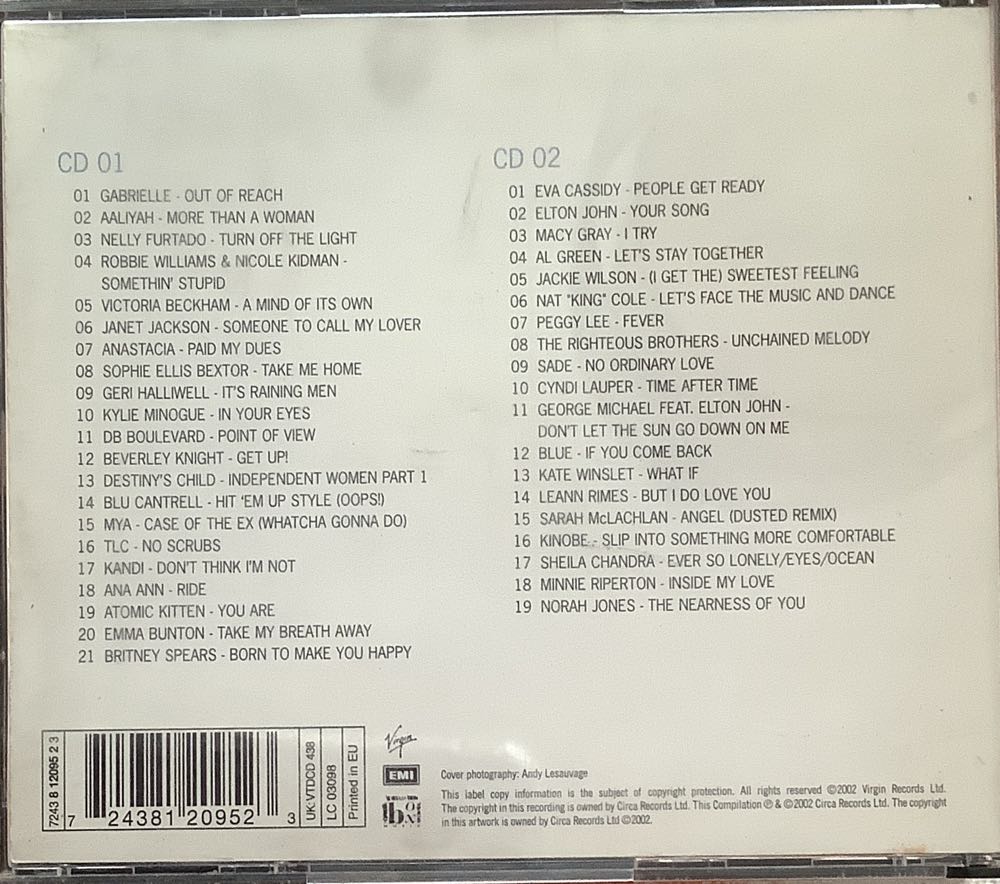 CD 01
01 GABRIELLE - OUT OF REACH
02 AALIYAH - MORE THAN A WOMAN
03 NELLY FURTADO - TURN OFF THE LIGHT
04 ROBBIE WILLIAMS & NICOLE KIDMAN -
SOMETHIN' STUPID
05 VICTORIA BECKHAM - A MIND OF ITS OWN
06 JANET JACKSON - SOMEONE TO CALL MY LOVER
07 ANASTACIA - PAID MY DUES
08 SOPHIE ELLIS BEXTOR - TAKE ME HOME
09 GERI HALLIWELL - IT'S RAINING MEN
10 KYLIE MINOGUE - IN YOUR EYES
11 DB BOULEVARD - POINT OF VIEW
12 BEVERLEY KNIGHT - GET UP!
13 DESTINY'S CHILD - INDEPENDENT WOMEN PART 1
14 BLU CANTRELL - HIT 'EM UP STYLE (OOPS!)
15 MYA - CASE OF THE EX (WHATCHA GONNA DO)
16 TLC - NO SCRUBS
17 KANDI - DON'T THINK I'M NOT
18 ANA ANN - RIDE
19 ATOMIC KITTEN - YOU ARE
20 EMMA BUNTON - TAKE MY BREATH AWAY
21 BRITNEY SPEARS - BORN TO MAKE YOU HAPPY
CD 02
01 EVA CASSIDY - PEOPLE GET READY
02 ELTON JOHN - YOUR SONG
03 MACY GRAY - I TRY
04 AL GREEN - LET'S STAY TOGETHER
05 JACKIE WILSON - (I GET THE) SWEETEST FEELING
06 NAT "KING" COLE - LET'S FACE THE MUSIC AND DANCE
07 PEGGY LEE - FEVER
08 THE RIGHTEOUS BROTHERS - UNCHAINED MELODY
09 SADE - NO ORDINARY LOVE
10 CYNDI LAUPER - TIME AFTER TIME
11 GEORGE MICHAEL FEAT. ELTON JOHN -
DON'T LET THE SUN GO DOWN ON ME
12 BLUE - IF YOU COME BACK
13 KATE WINSLET - WHAT IF
14 LEANN RIMES - BUT I DO LOVE YOU
15 SARAH McLACHLAN - ANGEL (DUSTED REMIX)
16 KINOBE - SLIP INTO SOMETHING MORE COMFORTABLE
17 SHEILA CHANDRA - EVER SO LONELY/EYES/OCEAN
18 MINNIE RIPERTON - INSIDE MY LOVE
19 NORAH JONES - THE NEARNESS OF YOU
7243 8 12095 2 3
7 24381 20952 3
UK: VTDCD 438
LC 03098
Printed in EU
Virgin
EMI
Cover photography: Andy Lesauvage
This label copy information is the subject of copyright protection. All rights reserved ©2002 Virgin Records Ltd.
The copyright in this recording is owned by Circa Records Ltd. This Compilation ℗ & ©2002 Circa Records Ltd. The copyright
in this artwork is owned by Circa Records Ltd ©2002.